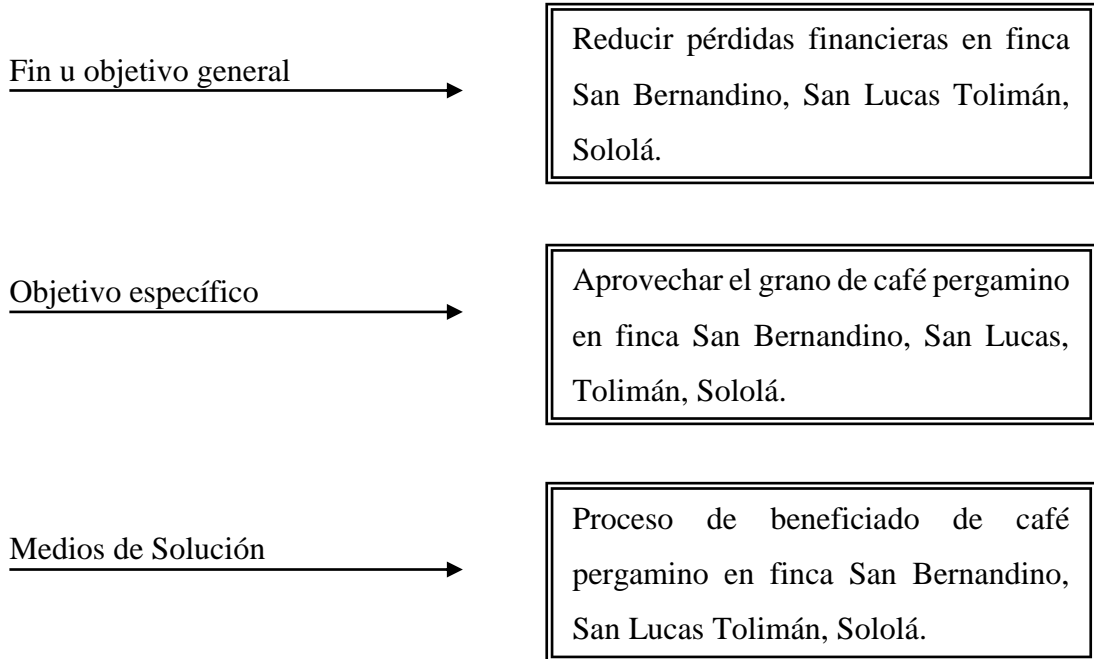 Fin u objetivo general
Reducir pérdidas financieras en finca
San Bernandino, San Lucas Tolimán,
Sololá.
Objetivo específico
Aprovechar el grano de café pergamino
en finca San Bernandino, San Lucas,
Tolimán, Sololá.
Medios de Solución
Proceso de beneficiado de café
pergamino en finca San Bernandino,
San Lucas Tolimán, Sololá.